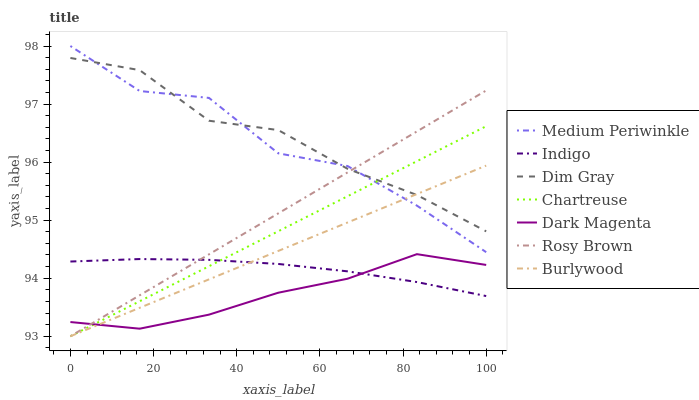 title
yaxis_label
98
97
96
95
94
93
0
20
40
60
80
100
xaxis_label
Medium Periwinkle
Indigo
Dim Gray
Chartreuse
Dark Magenta
Rosy Brown
Burlywood